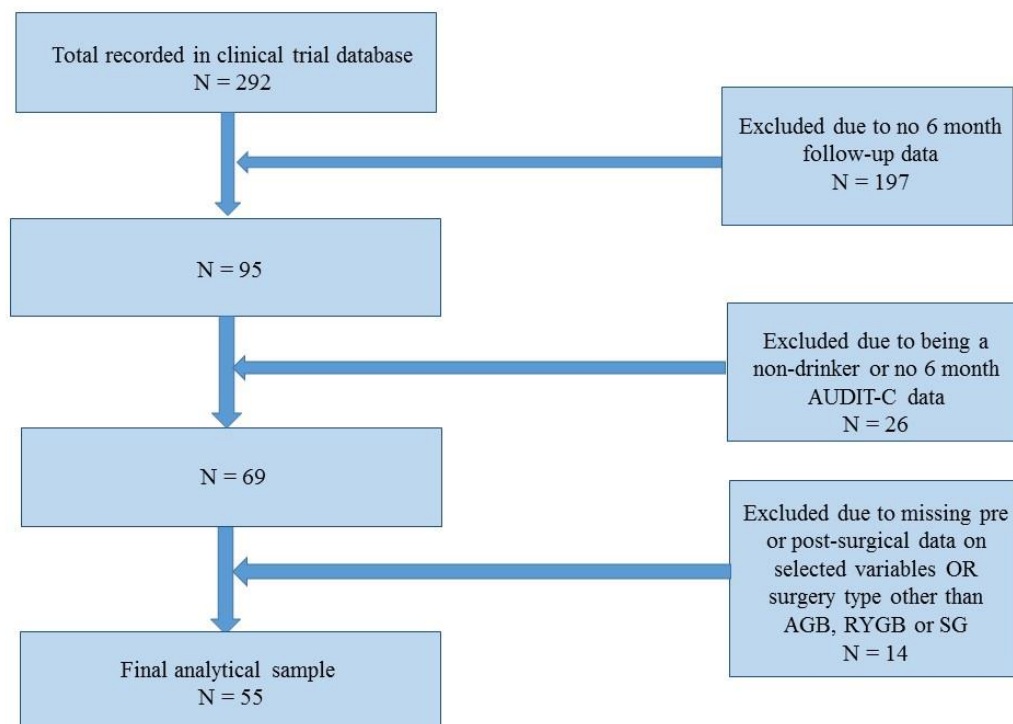 Total recorded in clinical trial database
N = 292
Excluded due to no 6 month
follow-up data
N = 197
N = 95
Excluded due to being a
non-drinker or no 6 month
AUDIT-C data
N = 26
N = 69
Excluded due to missing pre
or post-surgical data on
selected variables OR
surgery type other than
AGB, RYGB or SG
N = 14
Final analytical sample
N = 55